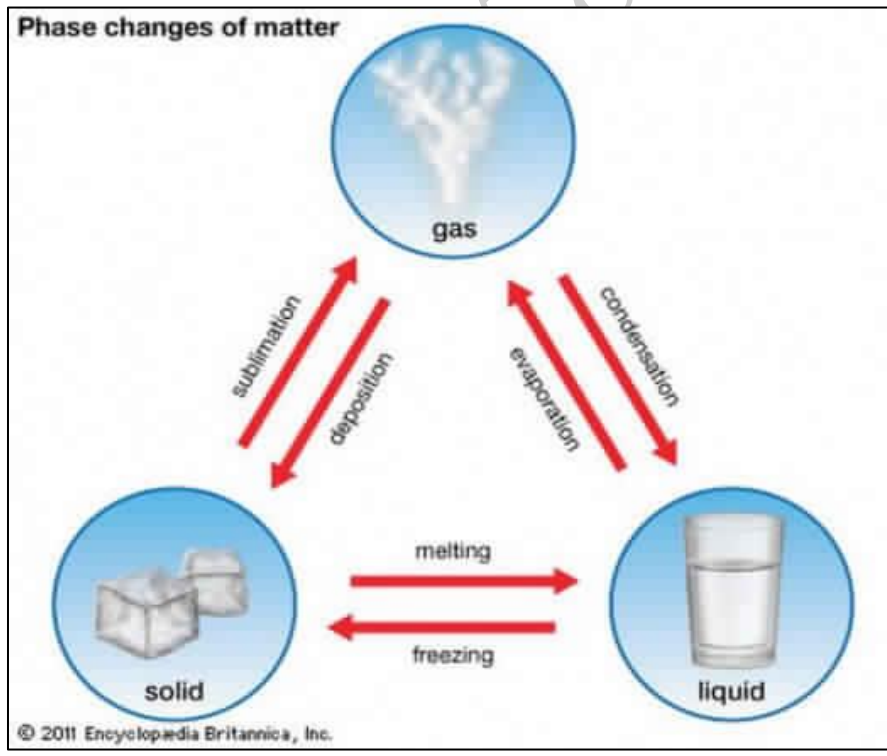 Phase changes of matter
gas
sublimation
deposition
evaporation
condensation
melting
freezing
solid
liquid
© 2011 Encyclopædia Britannica, Inc.